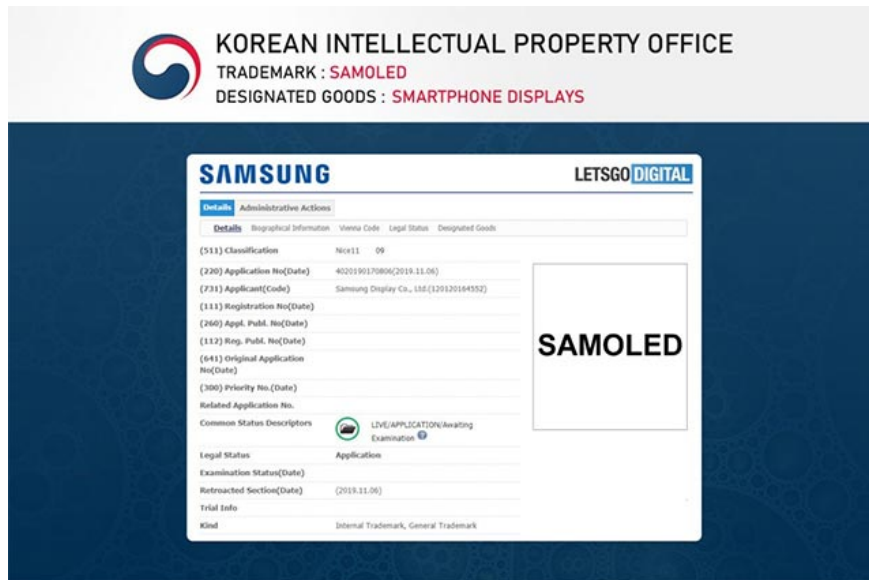 KOREAN INTELLECTUAL PROPERTY OFFICE
TRADEMARK : SAMOLED
DESIGNATED GOODS : SMARTPHONE DISPLAYS
SAMSUNG
LETSGODIGITAL
Details Administrative Actions
Details Biographical Information Vienna Code Legal Status Designated Goods
(511) Classification Nice11 09
(220) Application No(Date) 4020190170806(2019.11.06)
(731) Applicant(Code) Samsung Display Co., Ltd.(120120164552)
(111) Registration No(Date)
(260) Appl. Publ. No(Date)
(112) Reg. Publ. No(Date)
(641) Original Application
No(Date)
(300) Priority No.(Date)
Related Application No.
Common Status Descriptors LIVE/APPLICATION/Awaiting
Examination
Legal Status Application
Examination Status(Date)
Retroacted Section(Date) (2019.11.06)
Trial Info
Kind Internal Trademark, General Trademark
SAMOLED